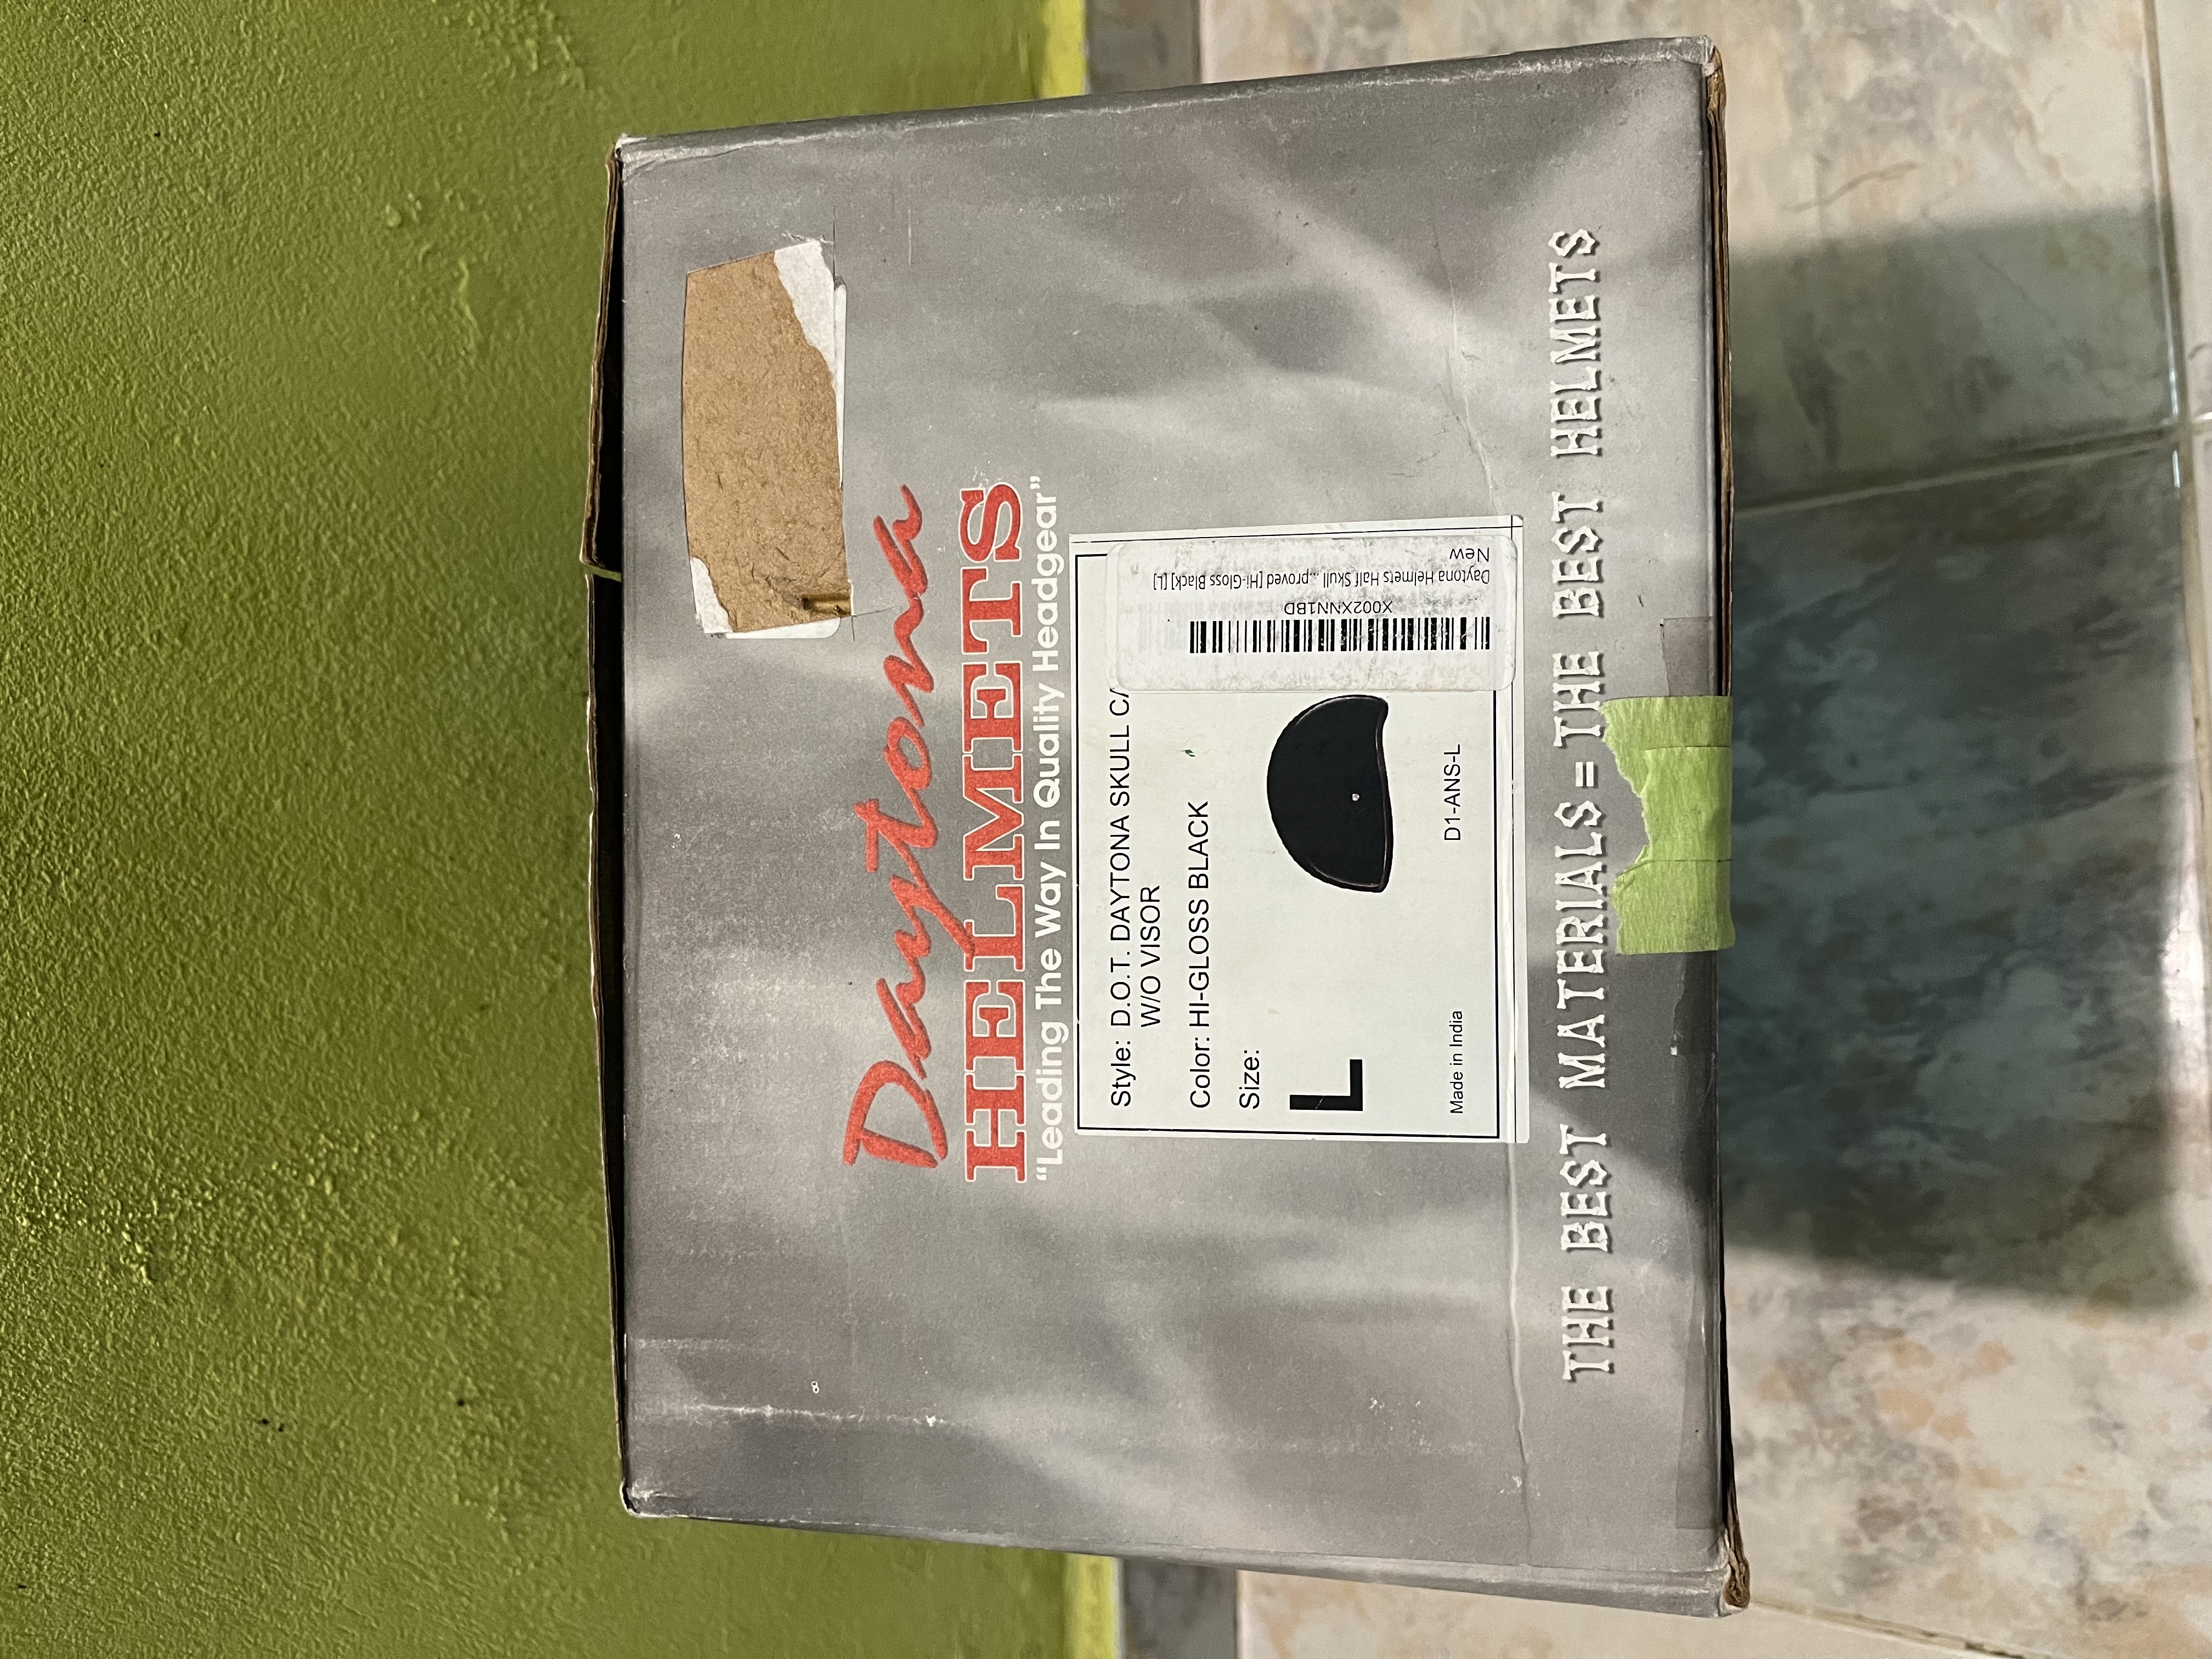 Daytona
HELMETS
"Leading The Way In Quality Headgear"
Style: D.O.T. DAYTONA SKULL CA
W/O VISOR
Color: HI-GLOSS BLACK
Size:
L
Made in India
D1-ANS-L
X002XNN1BD
Daytona Helmets Half Skull ...proved [Hi-Gloss Black] [L]
New
THE BEST MATERIALS = THE BEST HELMETS